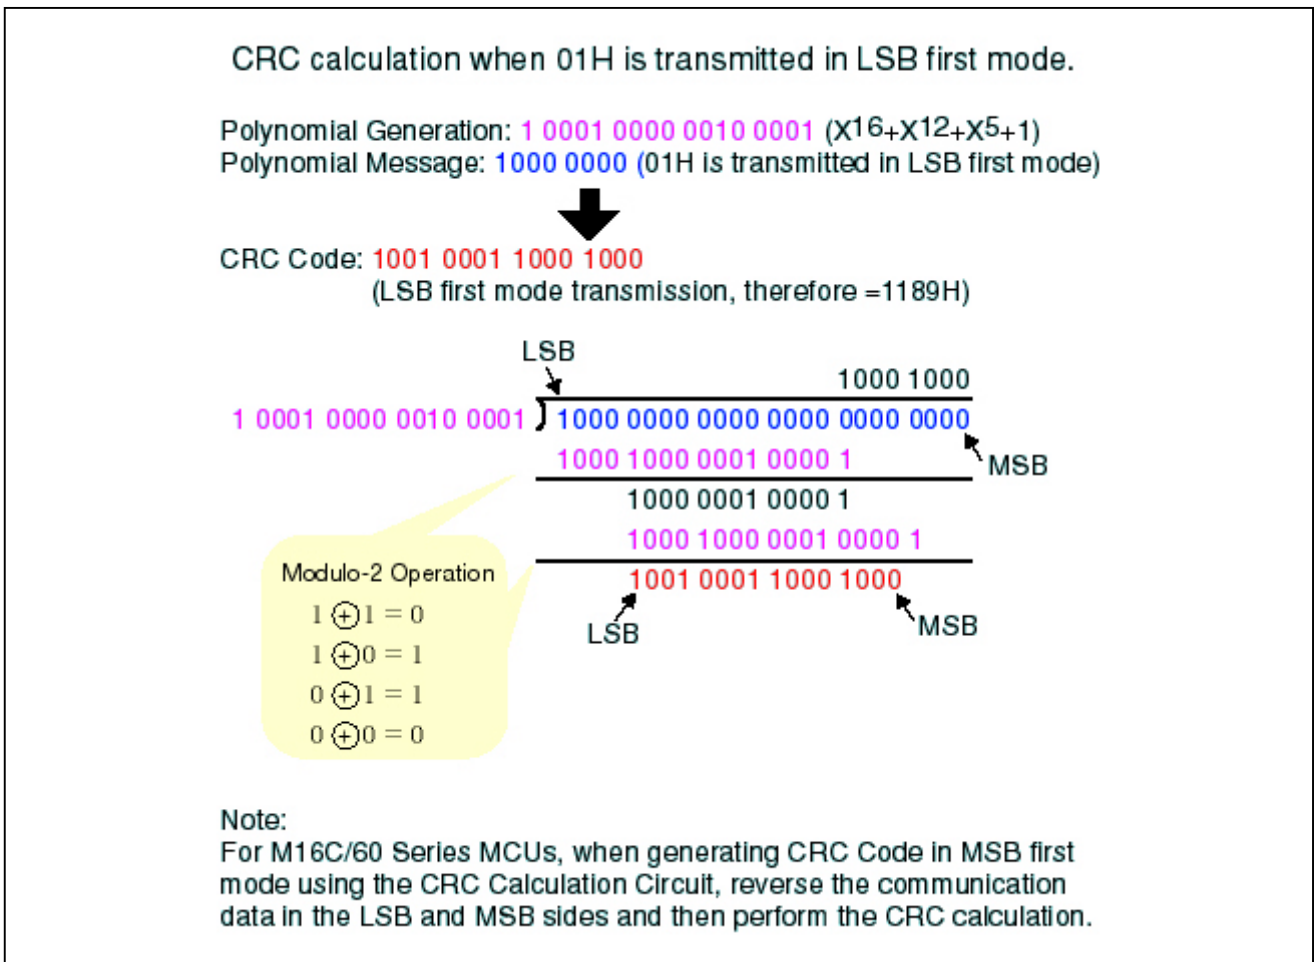 CRC calculation when 01H is transmitted in LSB first mode.
Polynomial Generation: 1 0001 0000 0010 0001 (X16+X12+X5+1)
Polynomial Message: 1000 0000 (01H is transmitted in LSB first mode)
CRC Code: 1001 0001 1000 1000
(LSB first mode transmission, therefore =1189H)
LSB
1000 1000
1 0001 0000 0010 0001 ) 1000 0000 0000 0000 0000 0000
1000 1000 0001 0000 1
MSB
1000 0001 0000 1
1000 1000 0001 0000 1
1001 0001 1000 1000
LSB
MSB
Modulo-2 Operation
1 ⊕ 1 = 0
1 ⊕ 0 = 1
0 ⊕ 1 = 1
0 ⊕ 0 = 0
Note:
For M16C/60 Series MCUs, when generating CRC Code in MSB first
mode using the CRC Calculation Circuit, reverse the communication
data in the LSB and MSB sides and then perform the CRC calculation.